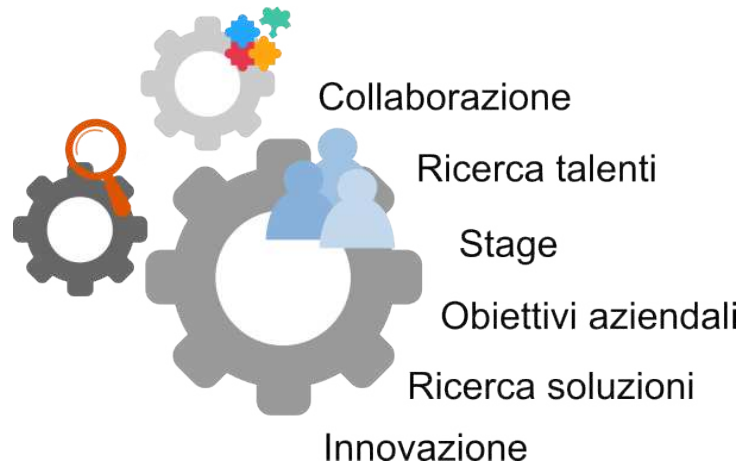 Collaborazione
Ricerca talenti
Stage
Obiettivi aziendali
Ricerca soluzioni
Innovazione